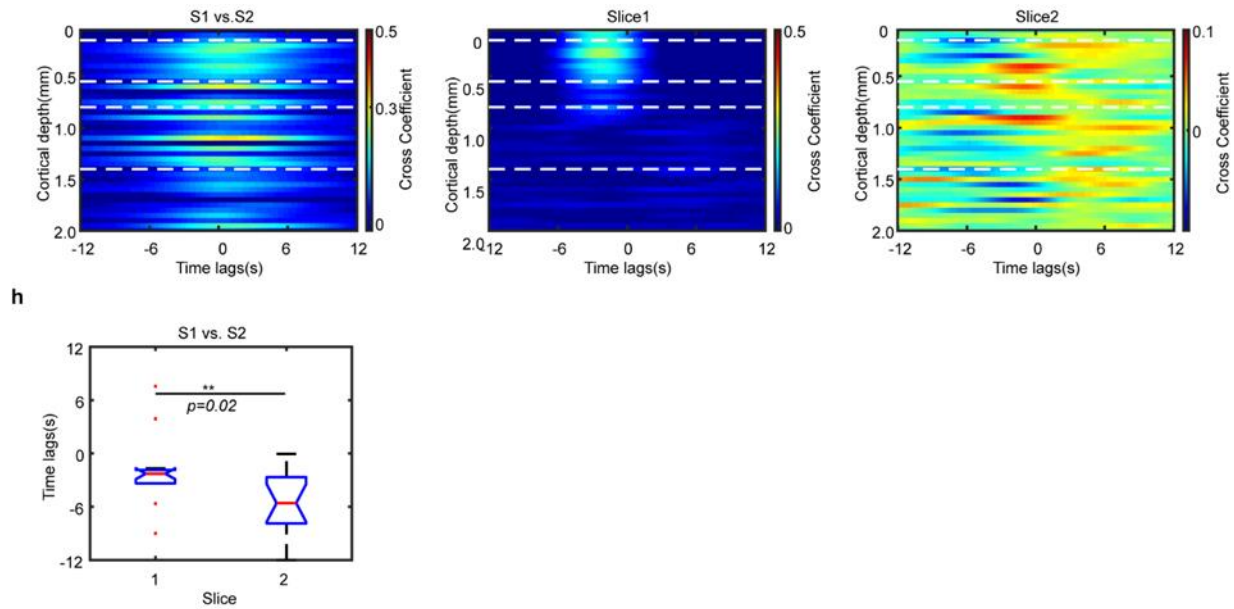 S1 vs.S2
0
0.5
1.0
1.5
2.0
Cortical depth(mm)
-12
-6
0
6
12
Time lags(s)
0.5
0.3
0
Cross Coefficient
Slice1
0
0.5
1.0
1.5
2.0
Cortical depth(mm)
-12
-6
0
6
12
Time lags(s)
0.5
0
Cross Coefficient
Slice2
0
0.5
1.0
1.5
2.0
Cortical depth(mm)
-12
-6
0
6
12
Time lags(s)
0.1
0
Cross Coefficient
h
S1 vs. S2
12
6
0
-6
-12
Time lags(s)
**
p=0.02
1
2
Slice